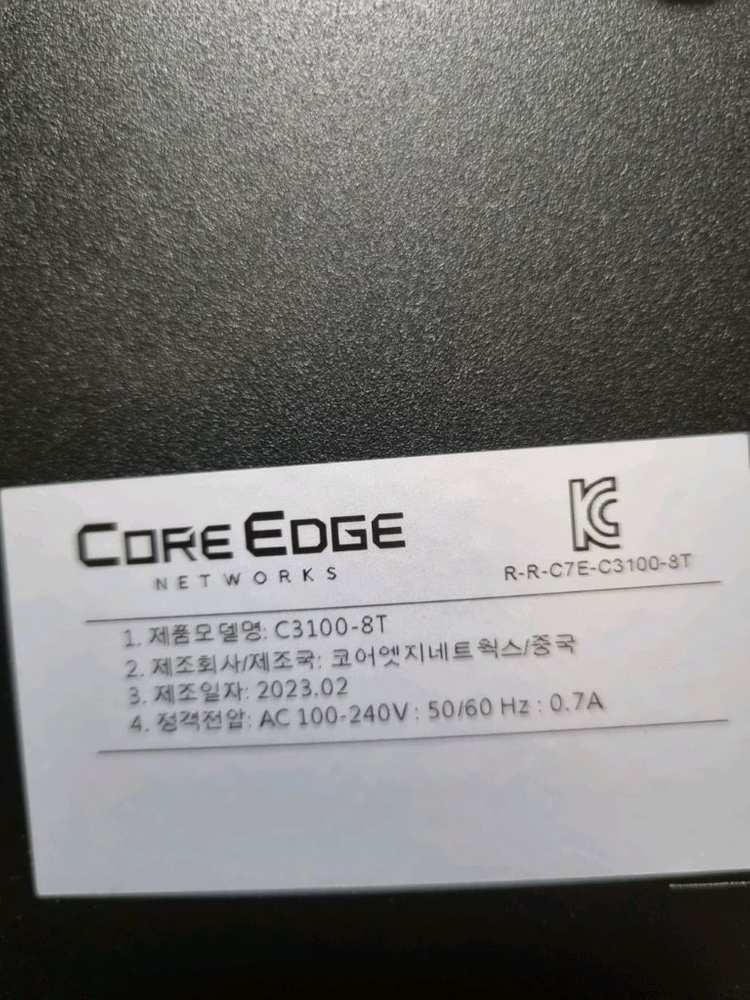 CORE EDGE
NETWORKS
R-R-C7E-C3100-8T
1. 제품모델명: C3100-8T
2. 제조회사/제조국: 코어엣지네트웍스/중국
3. 제조일자: 2023.02
4. 정격전압: AC 100-240V : 50/60 Hz : 0.7A